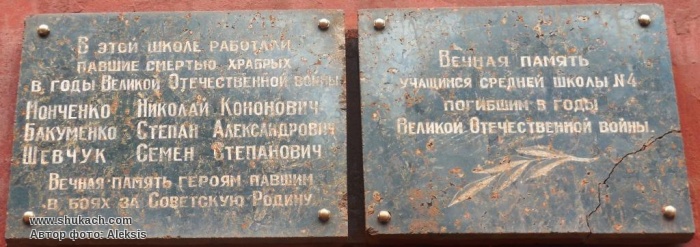 В этой школе работали
павшие смертью храбрых
в годы Великой Отечественной войны
Монченко Николай Кононович
Бакуменко Степан Александрович
Шевчук Семен Степанович
Вечная память героям павшим
в боях за Советскую Родину
Вечная память
учащимся средней школы №4
погибшим в годы
Великой Отечественной войны.
www.shukach.com
Автор фото: Aleksis